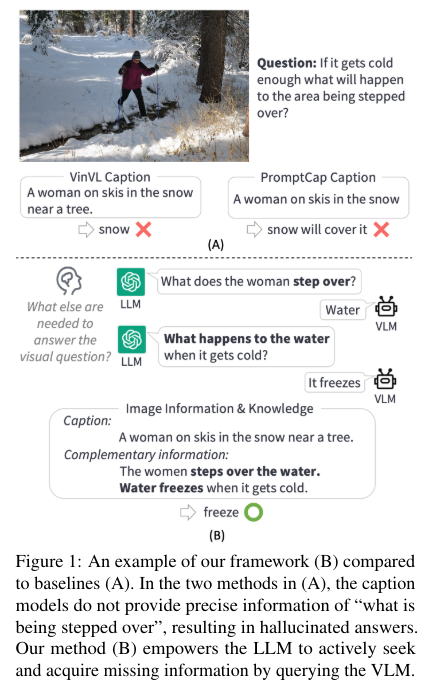 Question: If it gets cold
enough what will happen
to the area being stepped
over?
VinVL Caption
A woman on skis in the snow
near a tree.
snow
PromptCap Caption
A woman on skis in the snow
snow will cover it
(A)
What else are
needed to
answer the
visual question?
LLM
What does the woman step over?
Water
VLM
LLM
What happens to the water
when it gets cold?
It freezes
VLM
Image Information & Knowledge
Caption:
A woman on skis in the snow near a tree.
Complementary information:
The women steps over the water.
Water freezes when it gets cold.
freeze
(B)
Figure 1: An example of our framework (B) compared
to baselines (A). In the two methods in (A), the caption
models do not provide precise information of “what is
being stepped over”, resulting in hallucinated answers.
Our method (B) empowers the LLM to actively seek
and acquire missing information by querying the VLM.